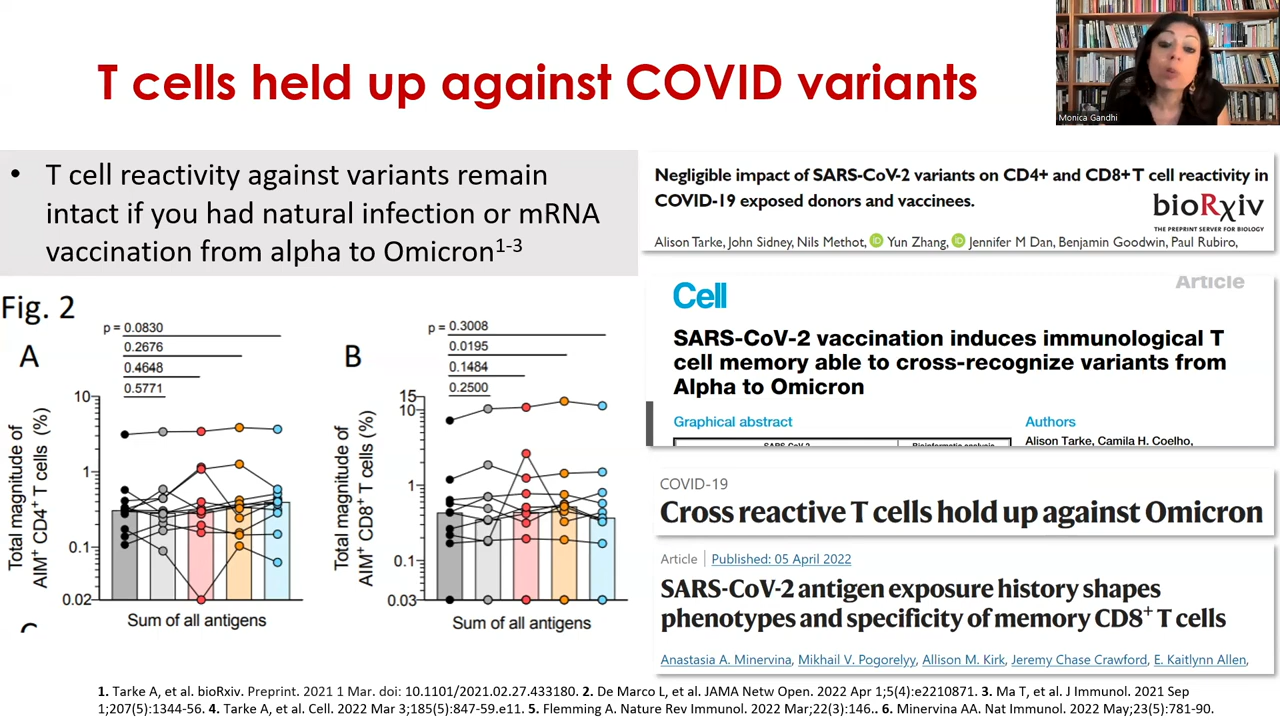 T cells held up against COVID variants
Monica Gandhi
• T cell reactivity against variants remain
intact if you had natural infection or mRNA
vaccination from alpha to Omicron1-3
Negligible impact of SARS-CoV-2 variants on CD4+ and CD8+ T cell reactivity in
COVID-19 exposed donors and vaccinees.
bioRxiv
THE PREPRINT SERVER FOR BIOLOGY
Alison Tarke, John Sidney, Nils Methot, iD Yun Zhang, iD Jennifer M Dan, Benjamin Goodwin, Paul Rubiro,
Article
Cell
SARS-CoV-2 vaccination induces immunological T
cell memory able to cross-recognize variants from
Alpha to Omicron
Graphical abstract
Authors
Alison Tarke, Camila H. Coelho,
SARS-CoV-2
Bioinformatic analysis
COVID-19
Cross reactive T cells hold up against Omicron
Article | Published: 05 April 2022
SARS-CoV-2 antigen exposure history shapes
phenotypes and specificity of memory CD8+ T cells
Anastasia A. Minervina, Mikhail V. Pogorelyy, Allison M. Kirk, Jeremy Chase Crawford, E. Kaitlynn Allen,
Fig. 2
A
p = 0.0830
0.2676
0.4648
0.5771
10
1
0.1
0.02
Total magnitude of
AIM+ CD4+ T cells (%)
Sum of all antigens
B
p = 0.3008
0.0195
0.1484
0.2500
15
10
1
0.1
0.03
Total magnitude of
AIM+ CD8+ T cells (%)
Sum of all antigens
1. Tarke A, et al. bioRxiv. Preprint. 2021 1 Mar. doi: 10.1101/2021.02.27.433180. 2. De Marco L, et al. JAMA Netw Open. 2022 Apr 1;5(4):e2210871. 3. Ma T, et al. J Immunol. 2021 Sep
1;207(5):1344-56. 4. Tarke A, et al. Cell. 2022 Mar 3;185(5):847-59.e11. 5. Flemming A. Nature Rev Immunol. 2022 Mar;22(3):146.. 6. Minervina AA. Nat Immunol. 2022 May;23(5):781-90.